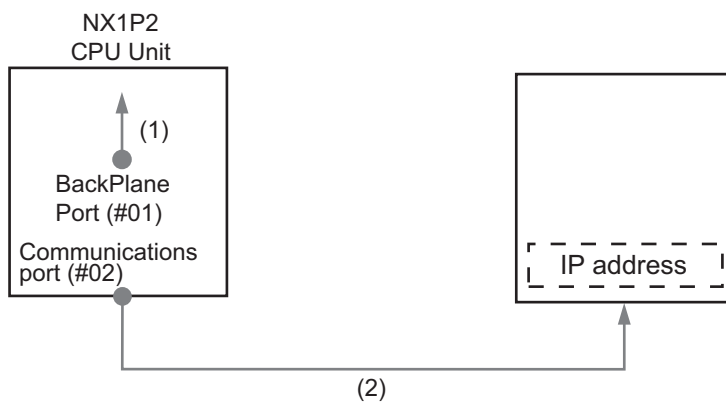 NX1P2
CPU Unit
(1)
BackPlane
Port (#01)
Communications
port (#02)
IP address
(2)